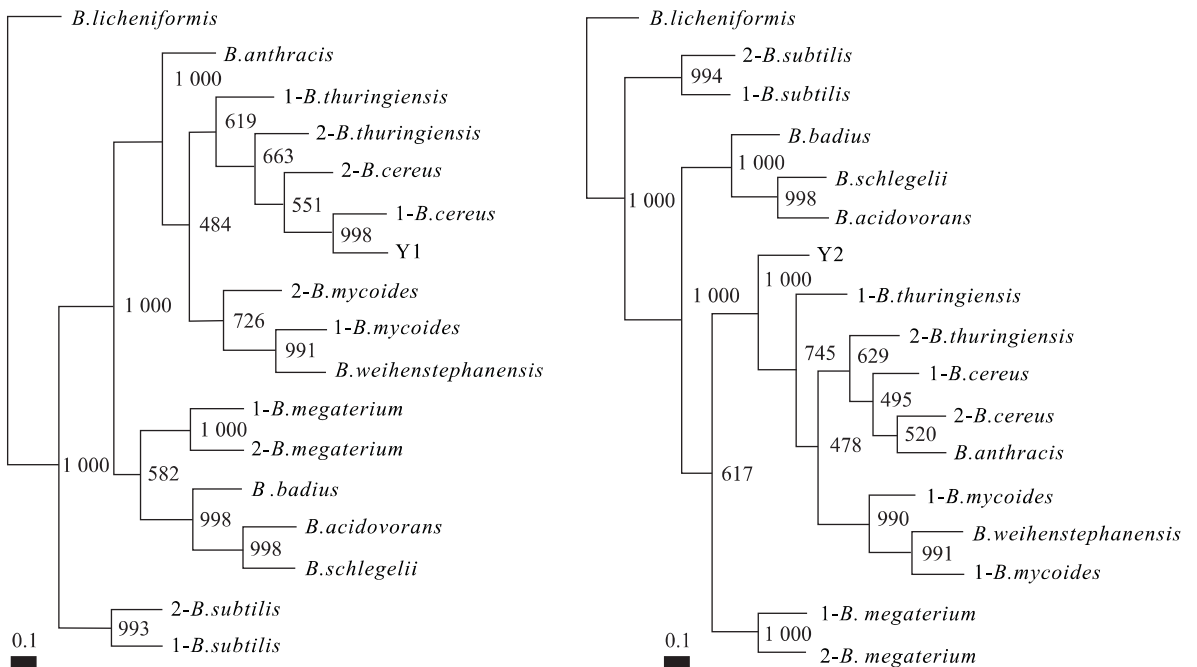 B.licheniformis
B.anthracis
1 000
1-B.thuringiensis
619
2-B.thuringiensis
663
2-B.cereus
551
1-B.cereus
484
998
Y1
2-B.mycoides
1 000
726
1-B.mycoides
991
B.weihenstephanensis
1-B.megaterium
1 000
2-B.megaterium
1 000
582
B.badius
998
B.acidovorans
998
B.schlegelii
2-B.subtilis
993
1-B.subtilis
0.1
B.licheniformis
2-B.subtilis
994
1-B.subtilis
B.badius
1 000
B.schlegelii
1 000
998
B.acidovorans
Y2
1 000
1 000
1-B.thuringiensis
2-B.thuringiensis
745
629
1-B.cereus
495
2-B.cereus
478
520
B.anthracis
617
1-B.mycoides
990
B.weihenstephanensis
991
1-B.mycoides
1-B. megaterium
1 000
2-B. megaterium
0.1